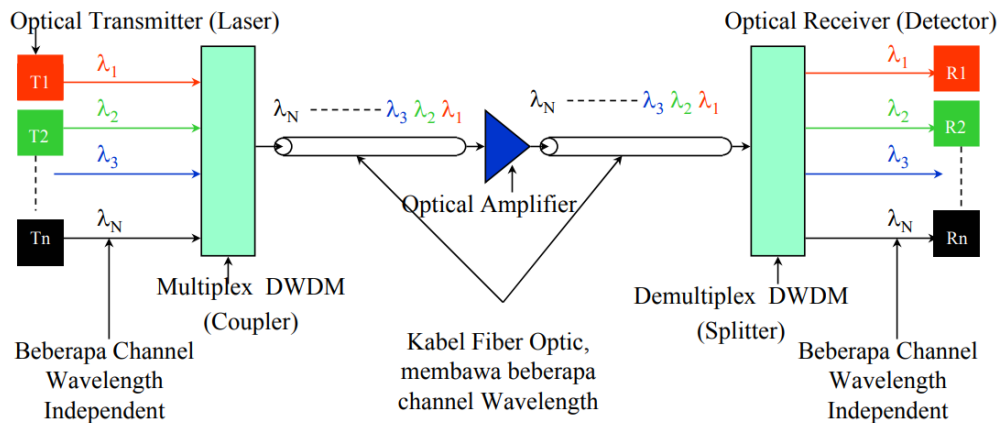 Optical Transmitter (Laser)
Optical Receiver (Detector)
T1
λ1
T2
λ2
λ3
Tn
λN
λN ------- λ3 λ2 λ1
λN ------- λ3 λ2 λ1
Optical Amplifier
λ1
R1
λ2
R2
λ3
λN
Rn
Multiplex DWDM
(Coupler)
Demultiplex DWDM
(Splitter)
Beberapa Channel
Wavelength
Independent
Kabel Fiber Optic,
membawa beberapa
channel Wavelength
Beberapa Channel
Wavelength
Independent